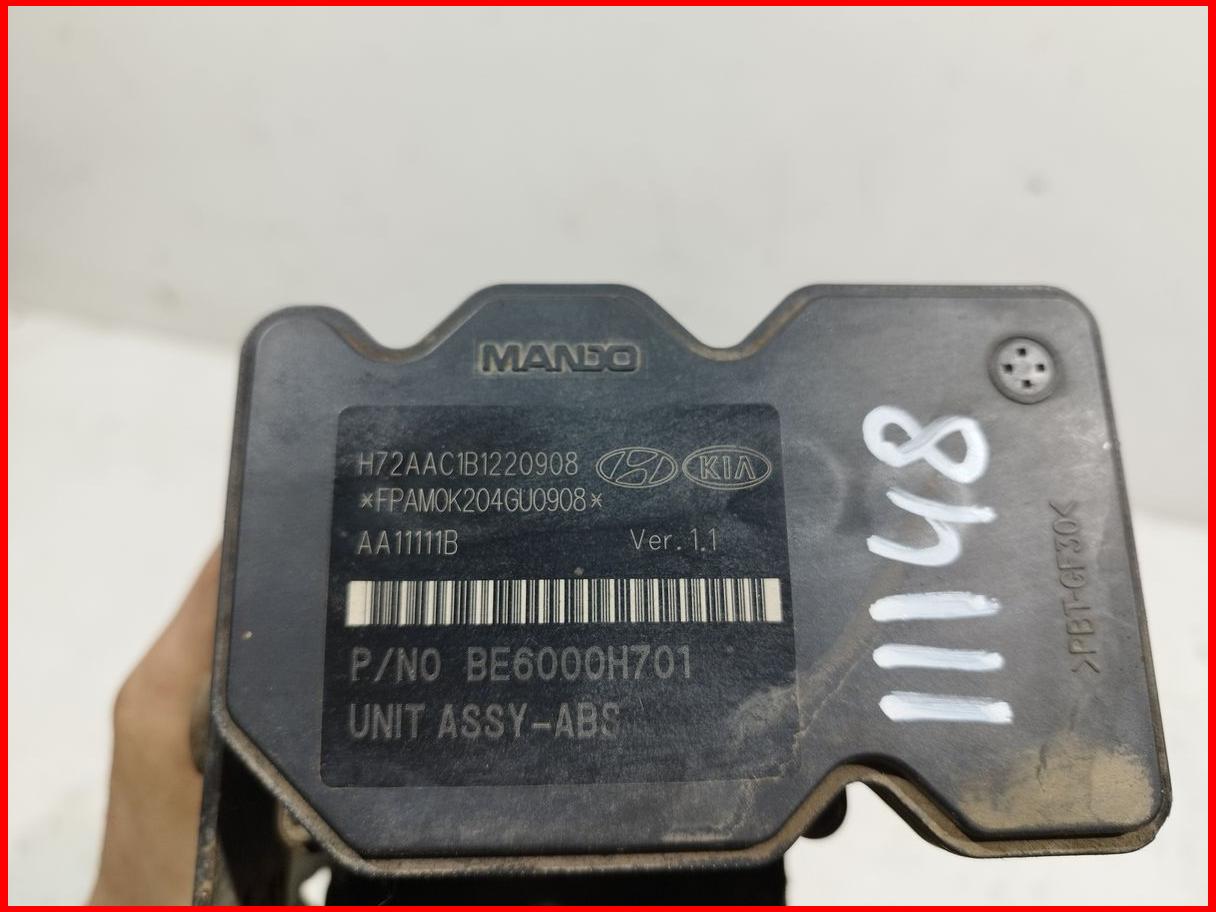 MANDO
H72AAC1B1220908
KIA
*FPAM0K204GU0908*
AA11111B Ver.1.1
P/NO BE6000H701
UNIT ASSY-ABS
11148
>PBT-GF30<